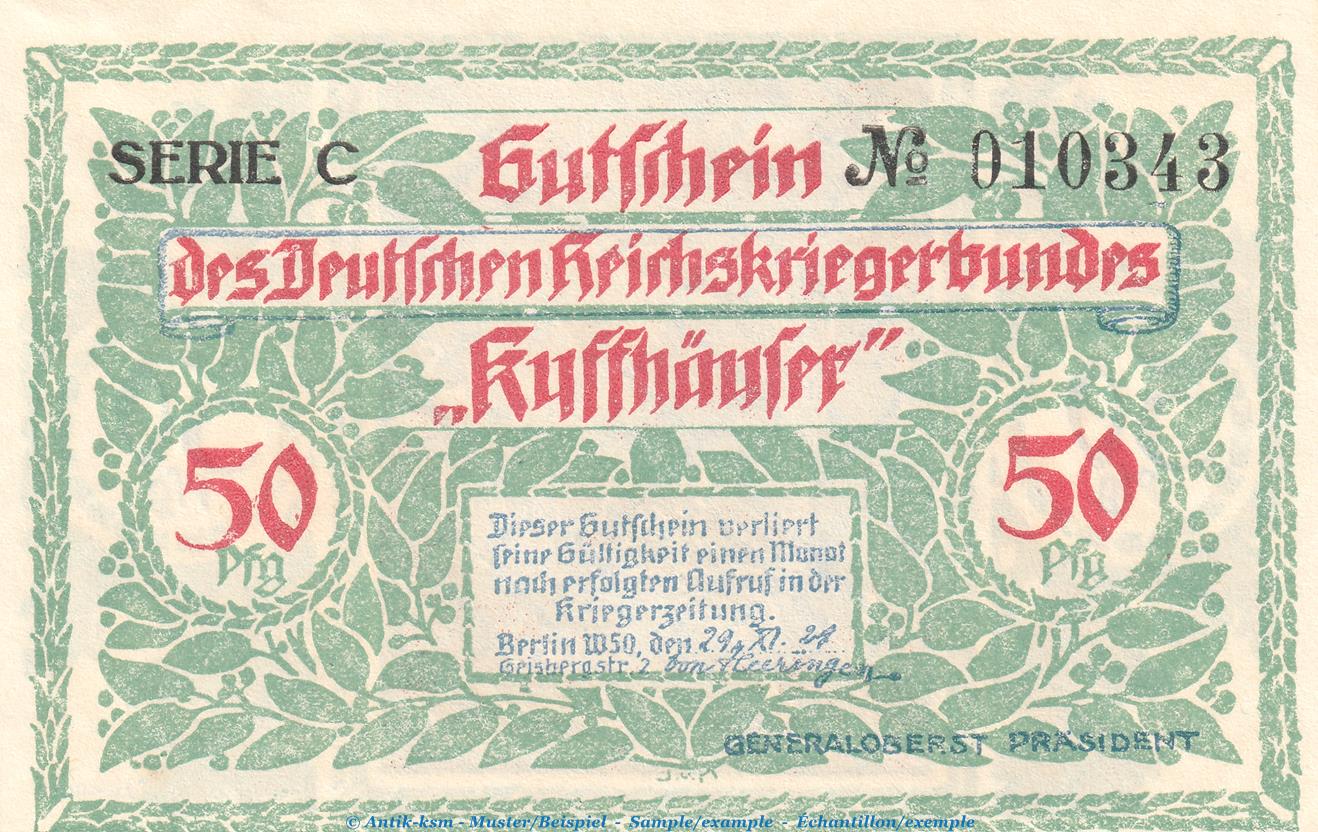 SERIE C Gutschein № 010343
des Deutschen Reichskriegerbundes
„Kyffhäuser”
50 50
Pfg Pfg
Dieser Gutschein verliert
seine Gültigkeit einen Monat
nach erfolgten Aufruf in der
Kriegerzeitung.
Berlin W50, den 29. XI. 21
Geisbergstr. 2 von Heeringen
GENERALOBERST PRÄSIDENT
© Antik-ksm - Muster/Beispiel - Sample/example - Échantillon/exemple